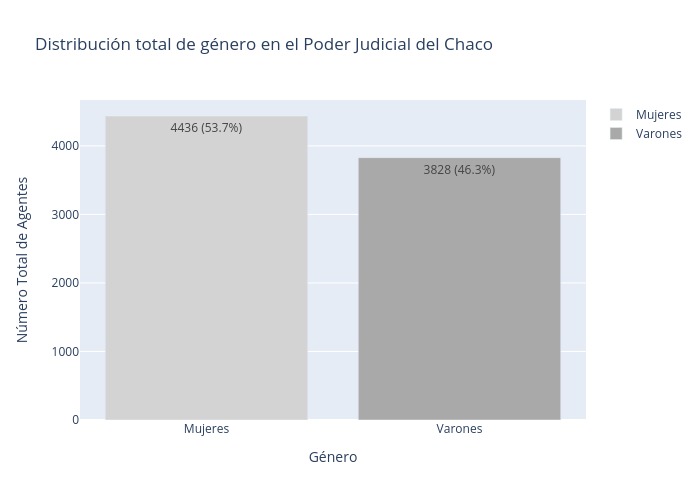 Distribución total de género en el Poder Judicial del Chaco
Número Total de Agentes
4000
3000
2000
1000
0
4436 (53.7%)
3828 (46.3%)
Mujeres
Varones
Género
Mujeres
Varones